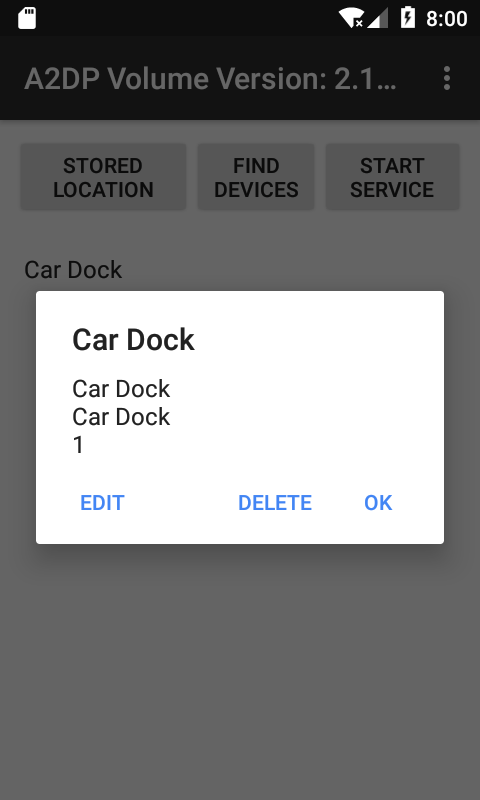 8:00
A2DP Volume Version: 2.1...
STORED LOCATION
FIND DEVICES
START SERVICE
Car Dock
Car Dock
Car Dock
Car Dock
1
EDIT
DELETE
OK